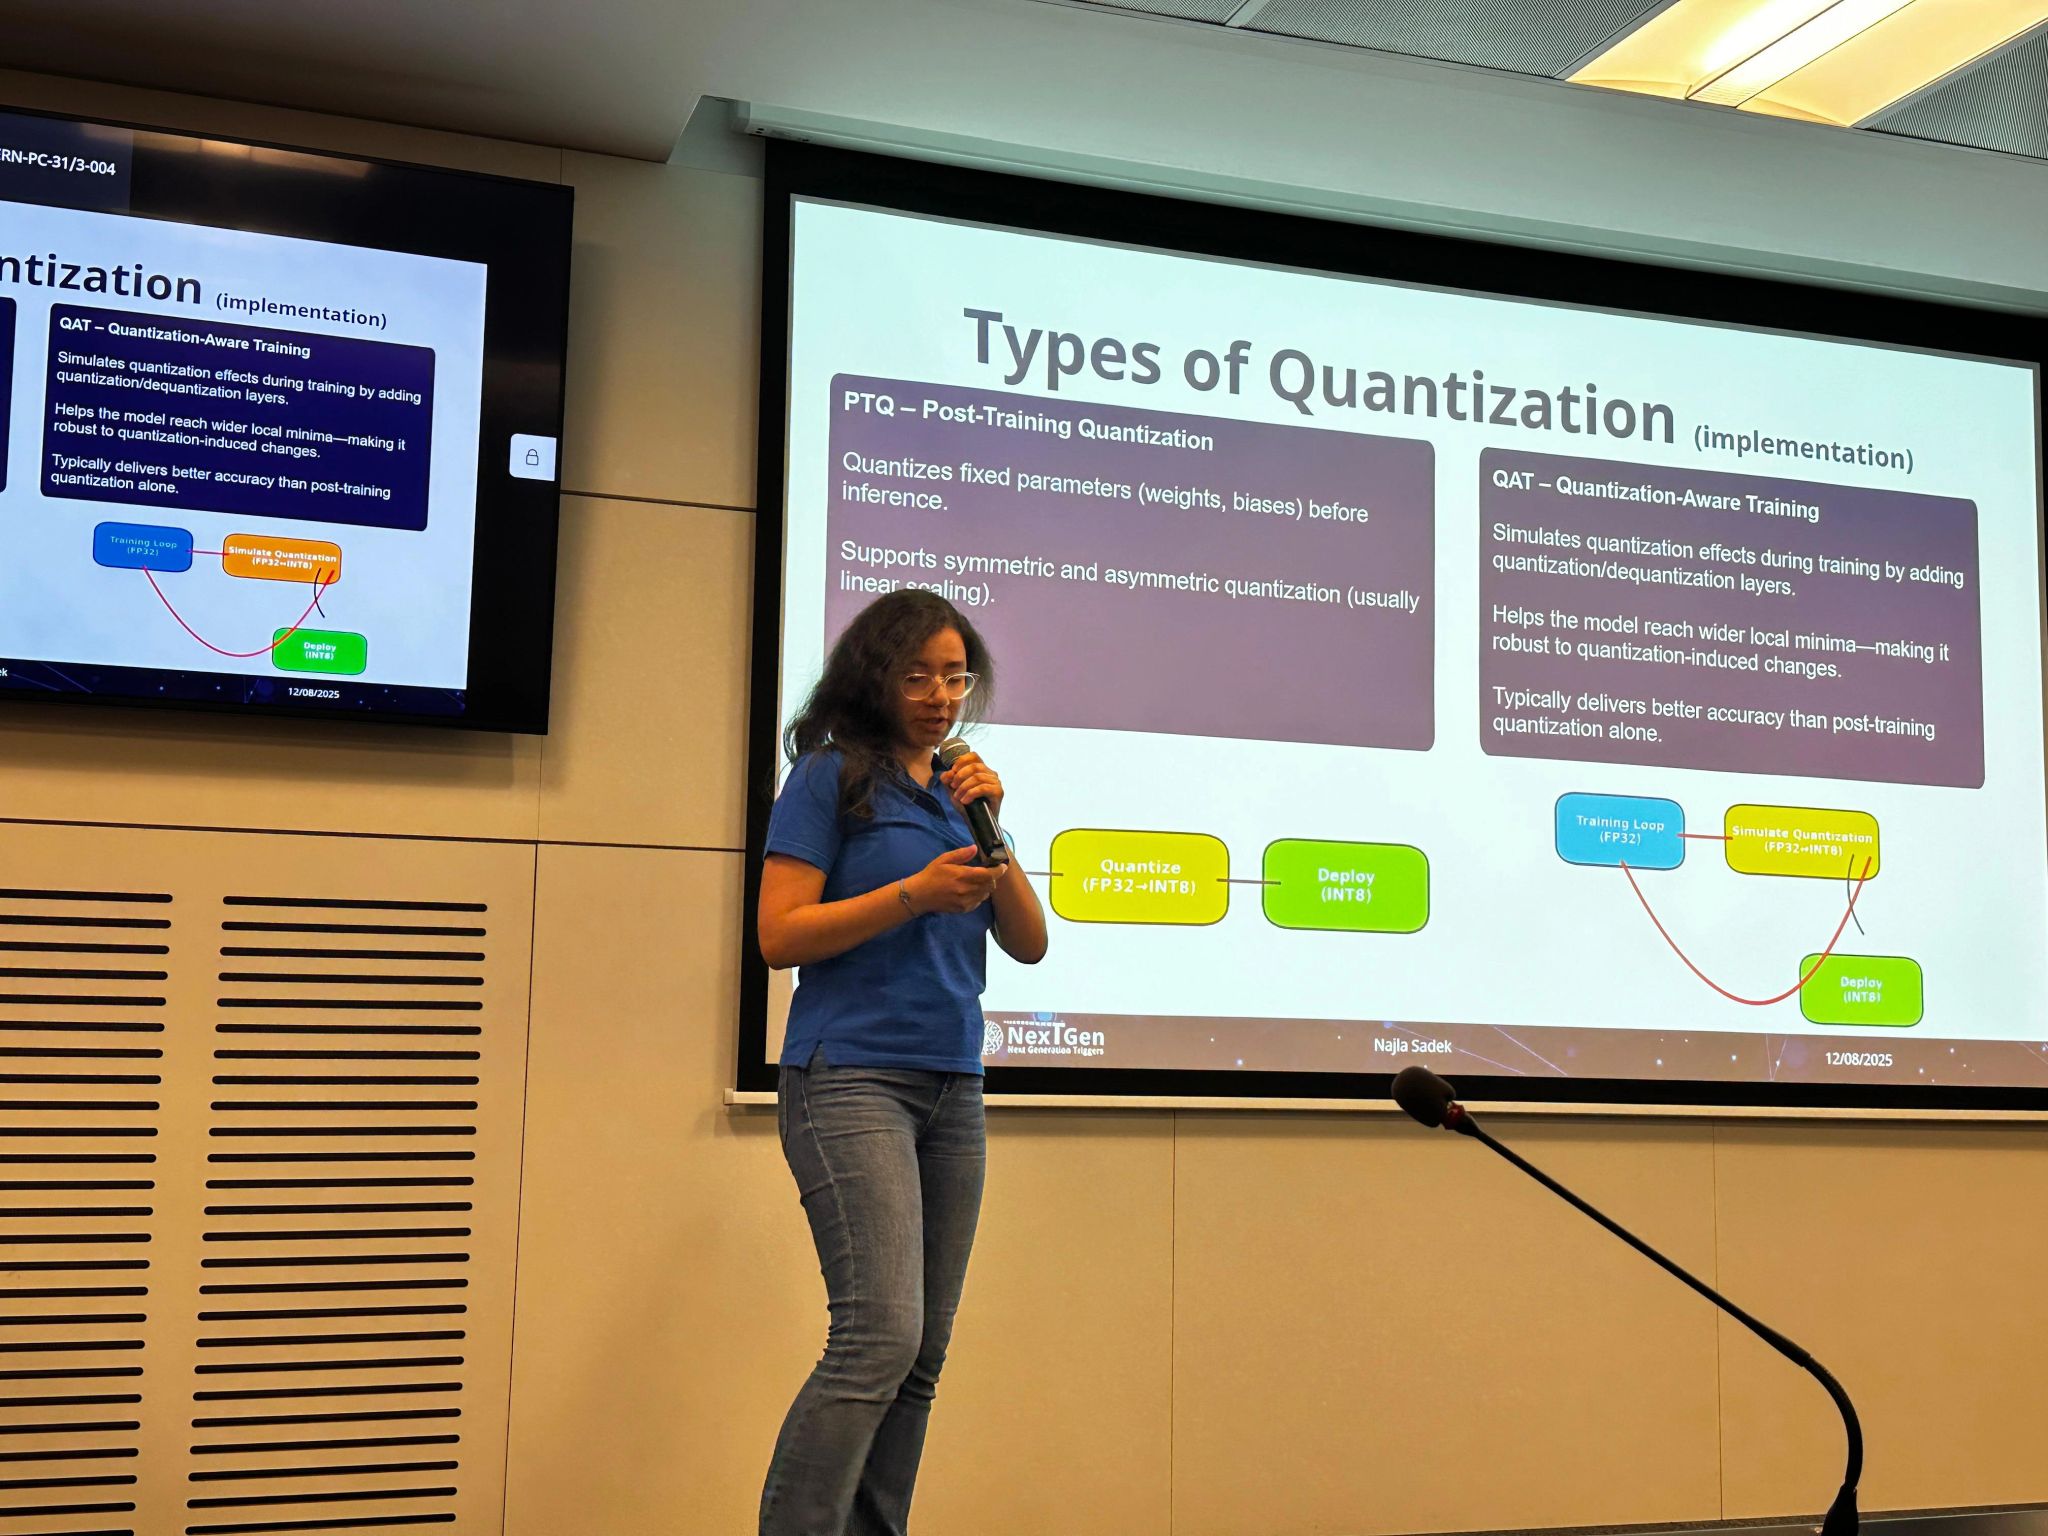 RN-PC-31/3-004
ntization (implementation)
QAT – Quantization-Aware Training
Simulates quantization effects during training by adding
quantization/dequantization layers.
Helps the model reach wider local minima—making it
robust to quantization-induced changes.
Typically delivers better accuracy than post-training
quantization alone.
Training Loop
(FP32)
Simulate Quantization
(FP32→INT8)
Deploy
(INT8)
ek
12/08/2025
Types of Quantization (implementation)
PTQ – Post-Training Quantization
Quantizes fixed parameters (weights, biases) before
inference.
Supports symmetric and asymmetric quantization (usually
linear scaling).
Quantize
(FP32→INT8)
Deploy
(INT8)
QAT – Quantization-Aware Training
Simulates quantization effects during training by adding
quantization/dequantization layers.
Helps the model reach wider local minima—making it
robust to quantization-induced changes.
Typically delivers better accuracy than post-training
quantization alone.
Training Loop
(FP32)
Simulate Quantization
(FP32→INT8)
Deploy
(INT8)
NexTGen
Next Generation Triggers
Najla Sadek
12/08/2025